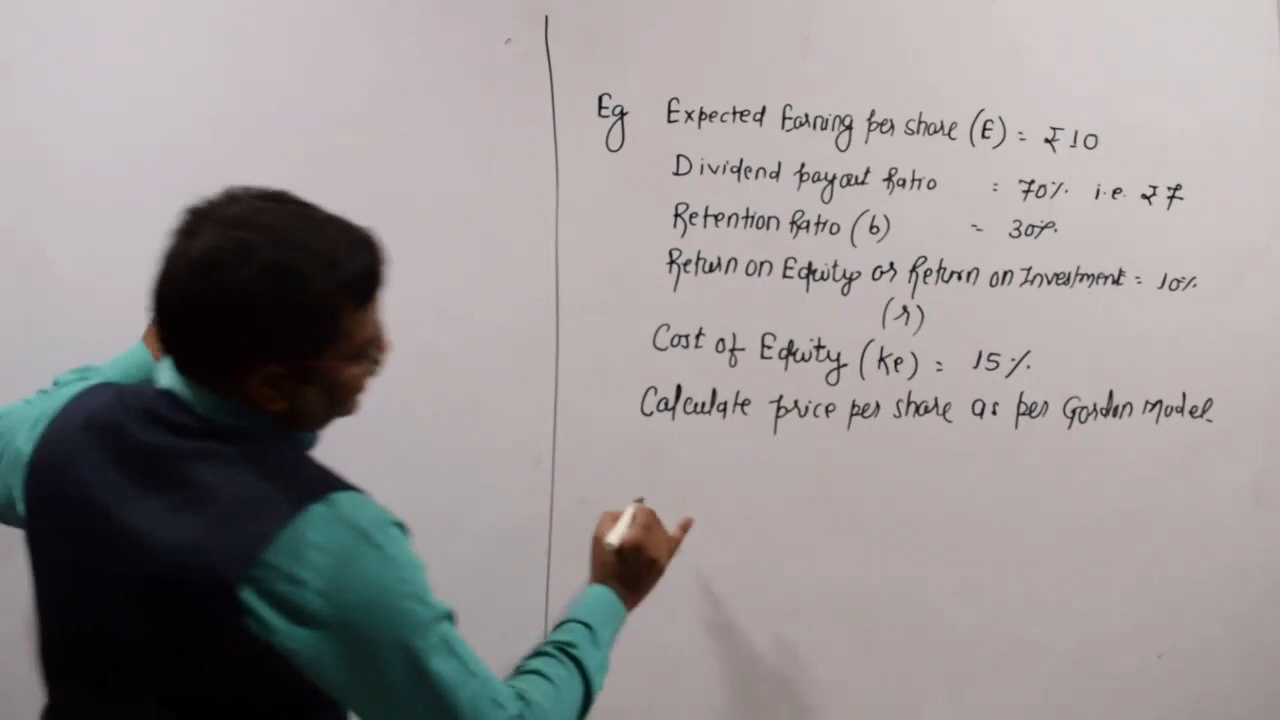 Eg Expected Earning per share (E) = ₹10
Dividend payout Ratio = 70% i.e. ₹7
Retention Ratio (b) = 30%
Return on Equity or Return on Investment = 10%
(r)
Cost of Equity (Ke) = 15%
Calculate price per share as per Gordon Model.